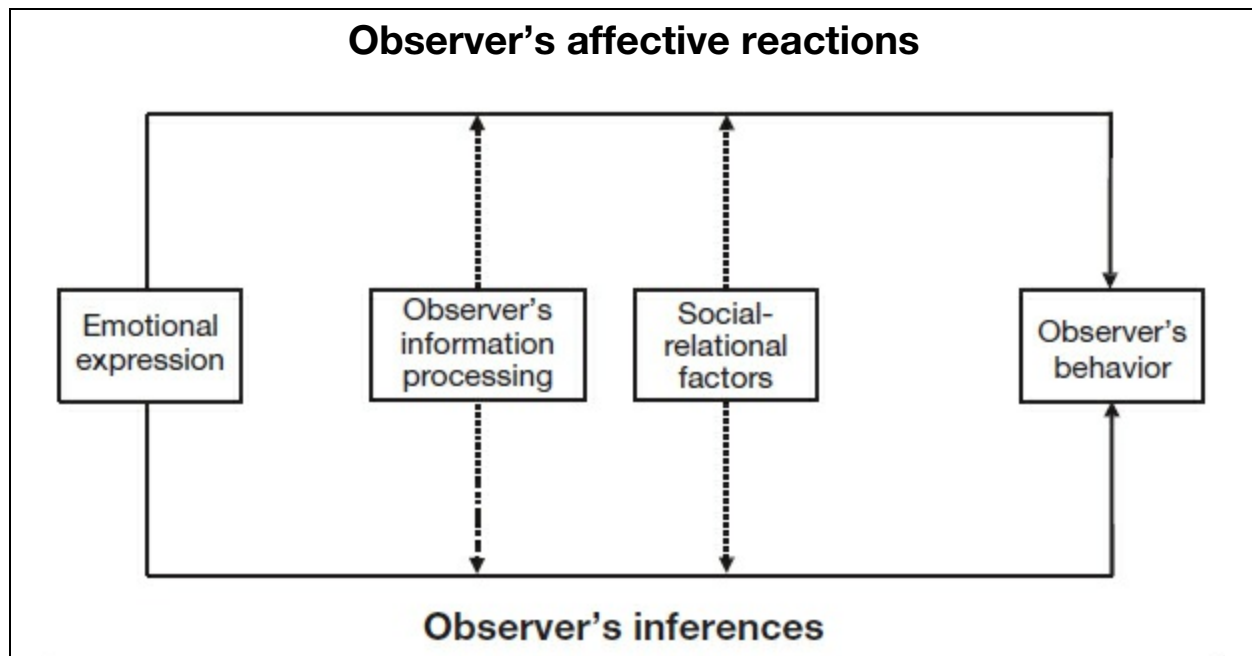 Observer’s affective reactions
Emotional
expression
Observer’s
information
processing
Social-
relational
factors
Observer’s
behavior
Observer’s inferences